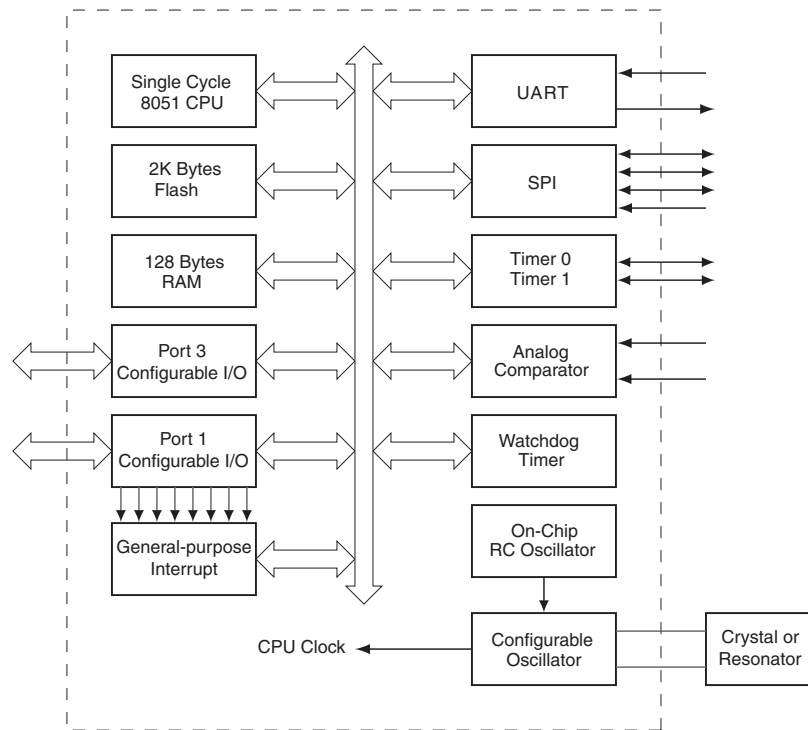 Single Cycle
8051 CPU
UART
2K Bytes
Flash
SPI
128 Bytes
RAM
Timer 0
Timer 1
Port 3
Configurable I/O
Analog
Comparator
Port 1
Configurable I/O
Watchdog
Timer
General-purpose
Interrupt
On-Chip
RC Oscillator
CPU Clock
Configurable
Oscillator
Crystal or
Resonator